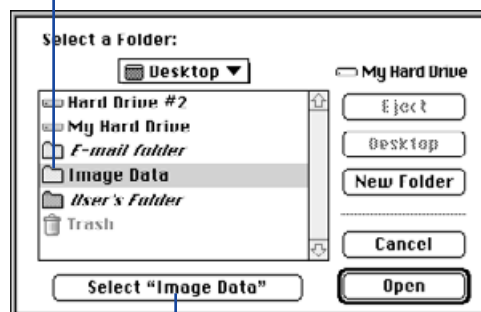 Select a Folder:
Desktop
My Hard Drive
Hard Drive #2
My Hard Drive
E-mail folder
Image Data
User's Folder
Trash
Eject
Desktop
New Folder
Cancel
Select “Image Data”
Open